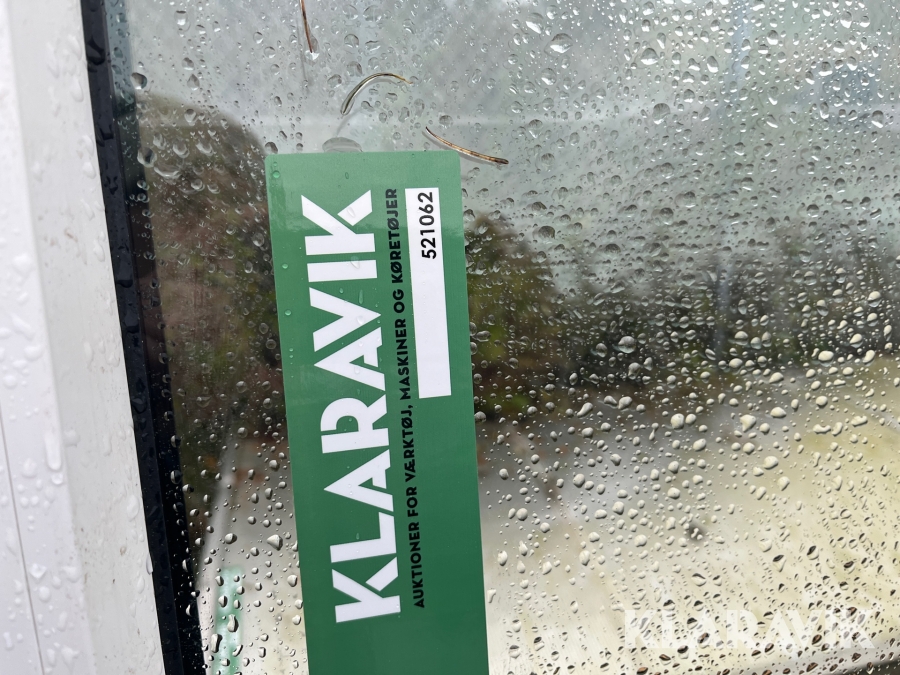 KLARAVIK
AUKTIONER FOR VÆRKTØJ, MASKINER OG KØRETØJER
521062
KLARAVIK